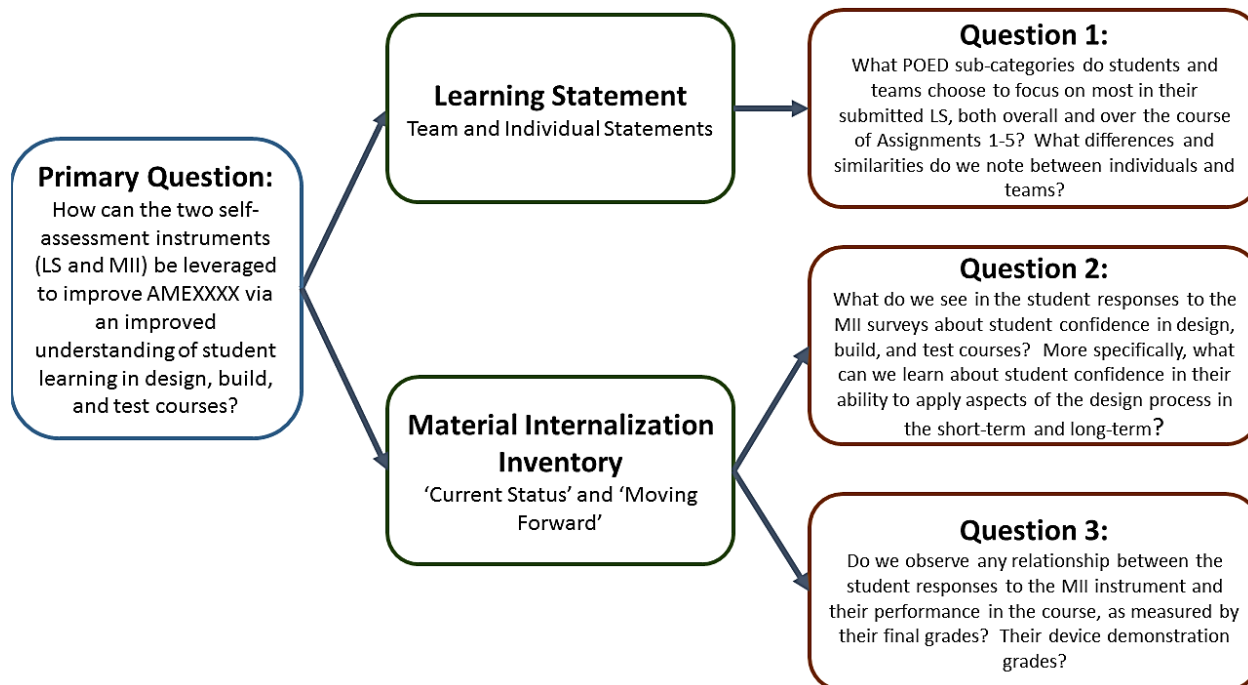 Primary Question:
How can the two self-
assessment instruments
(LS and MII) be leveraged
to improve AMEXXXX via
an improved
understanding of student
learning in design, build,
and test courses?
Learning Statement
Team and Individual Statements
Material Internalization
Inventory
‘Current Status’ and ‘Moving
Forward’
Question 1:
What POED sub-categories do students and
teams choose to focus on most in their
submitted LS, both overall and over the course
of Assignments 1-5? What differences and
similarities do we note between individuals and
teams?
Question 2:
What do we see in the student responses to the
MII surveys about student confidence in design,
build, and test courses? More specifically, what
can we learn about student confidence in their
ability to apply aspects of the design process in
the short-term and long-term?
Question 3:
Do we observe any relationship between the
student responses to the MII instrument and
their performance in the course, as measured by
their final grades? Their device demonstration
grades?